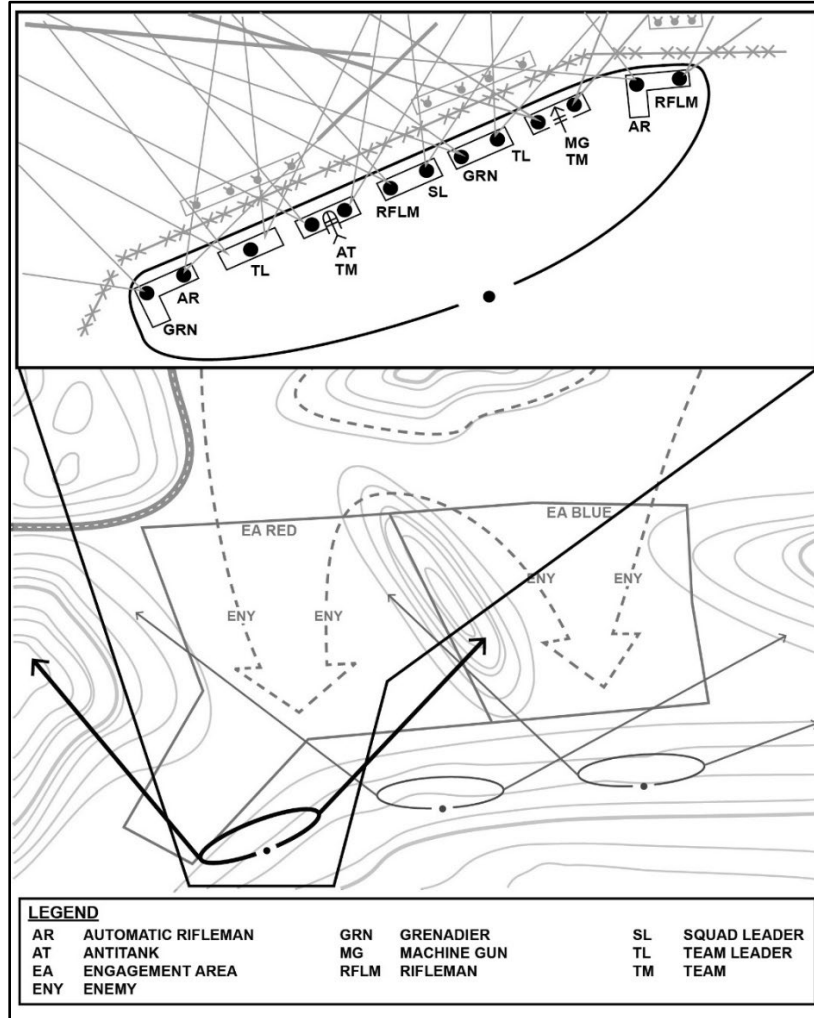 RFLM
AR
MG
TM
TL
GRN
SL
RFLM
AT
TM
TL
AR
GRN
EA RED
EA BLUE
ENY
ENY
ENY
ENY
LEGEND
AR AUTOMATIC RIFLEMAN GRN GRENADIER SL SQUAD LEADER
AT ANTITANK MG MACHINE GUN TL TEAM LEADER
EA ENGAGEMENT AREA RFLM RIFLEMAN TM TEAM
ENY ENEMY